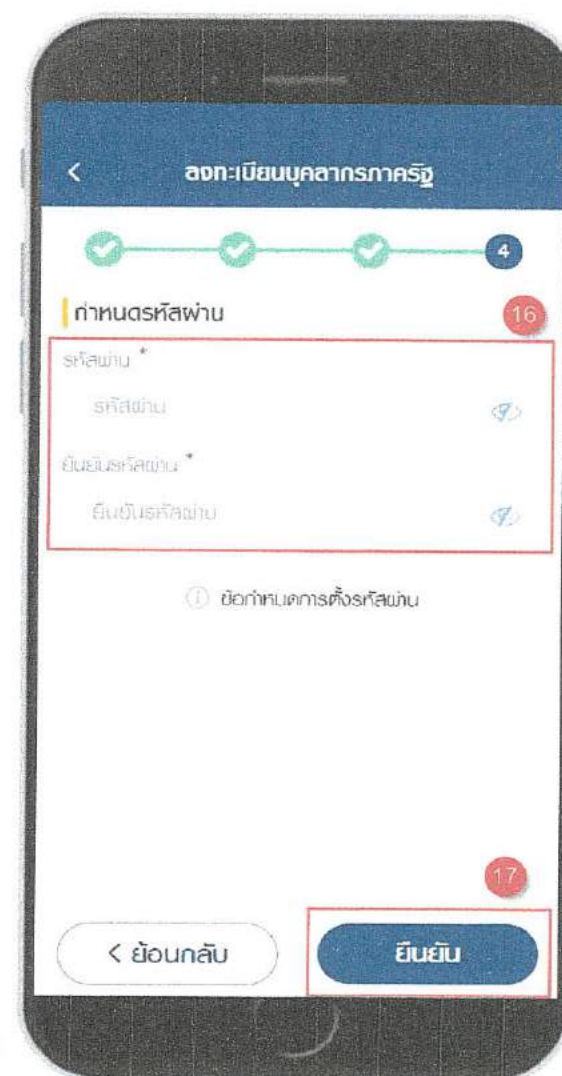 < ลงทะเบียนบุคลากรภาครัฐ
4
กำหนดรหัสผ่าน
16
รหัสผ่าน *
รหัสผ่าน
ยืนยันรหัสผ่าน *
ยืนยันรหัสผ่าน
ข้อกำหนดการตั้งรหัสผ่าน
17
< ย้อนกลับ
ยืนยัน